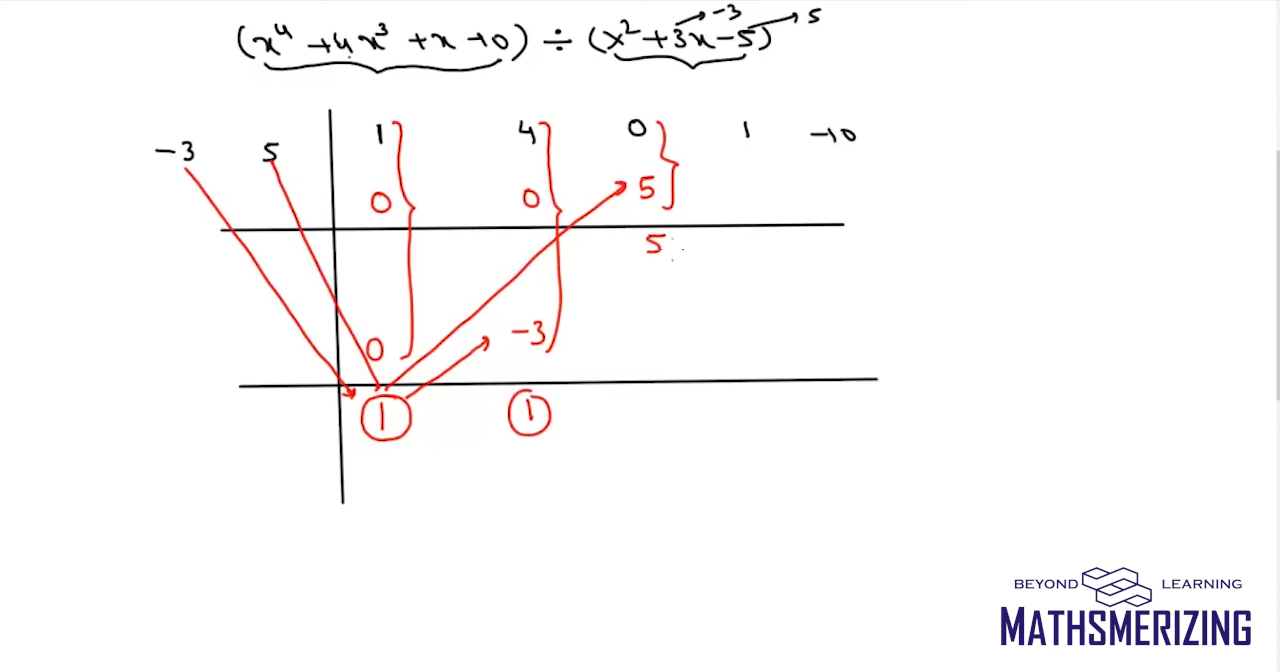 → -3 → 5
(x⁴ + 4x³ + x - 10) ÷ (x² + 3x - 5)
-3 5 1 4 0 1 -10
0 0 5
5
0 -3
1 1
BEYOND LEARNING
MATHSMERIZING